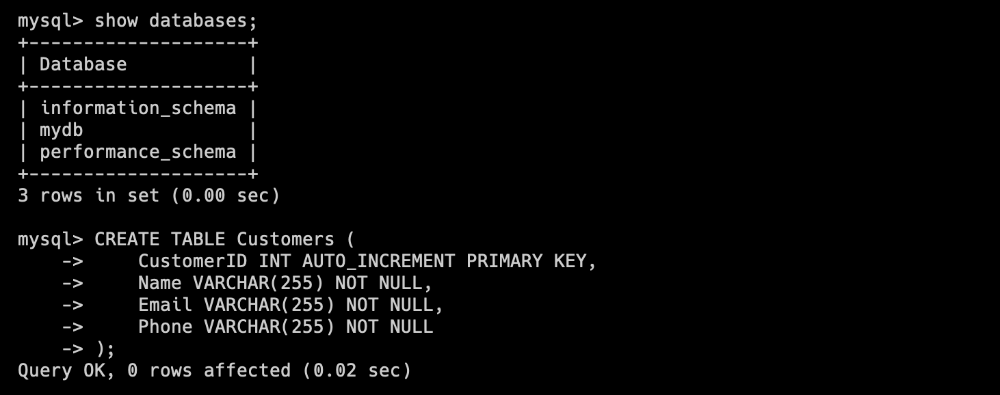 mysql> show databases;
+--------------------+
| Database           |
+--------------------+
| information_schema |
| mydb               |
| performance_schema |
+--------------------+
3 rows in set (0.00 sec)

mysql> CREATE TABLE Customers (
    ->     CustomerID INT AUTO_INCREMENT PRIMARY KEY,
    ->     Name VARCHAR(255) NOT NULL,
    ->     Email VARCHAR(255) NOT NULL,
    ->     Phone VARCHAR(255) NOT NULL
    -> );
Query OK, 0 rows affected (0.02 sec)